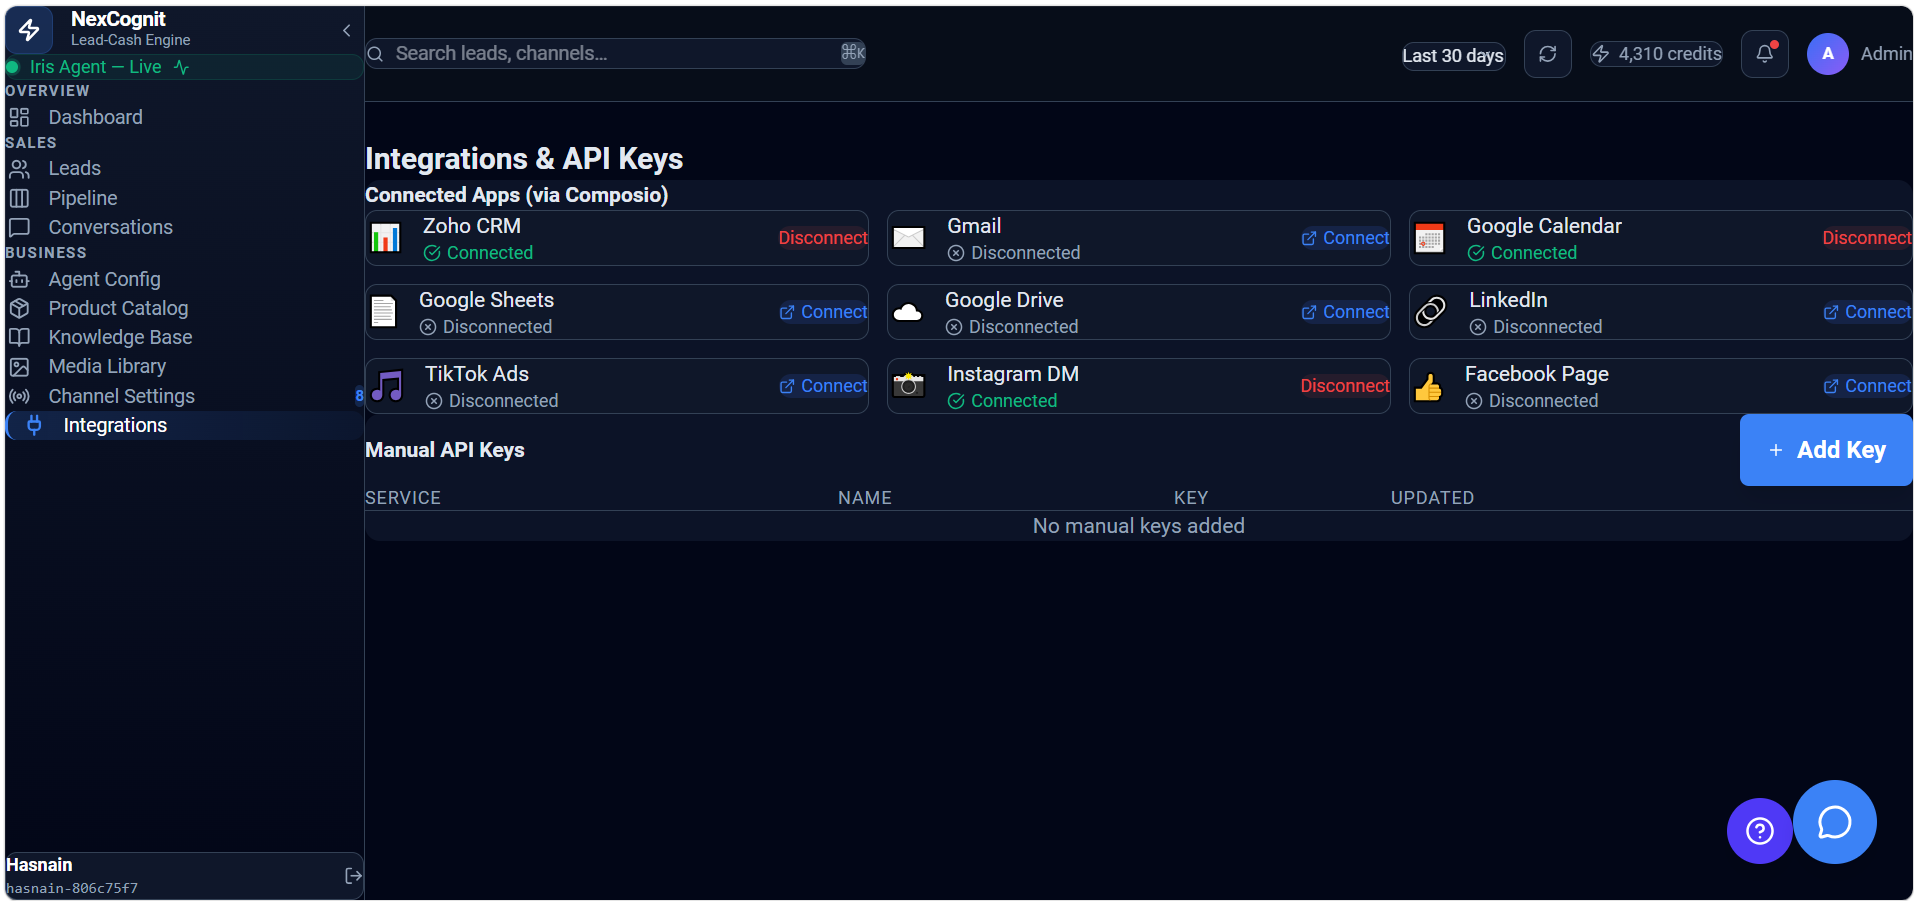 NexCognit
Lead-Cash Engine
Iris Agent — Live
OVERVIEW
Dashboard
SALES
Leads
Pipeline
Conversations
BUSINESS
Agent Config
Product Catalog
Knowledge Base
Media Library
Channel Settings 8
Integrations
Hasnain
hasnain-806c75f7
Search leads, channels... ⌘K
Last 30 days
4,310 credits
A
Admin
Integrations & API Keys
Connected Apps (via Composio)
Zoho CRM
Connected
Disconnect
Gmail
Disconnected
Connect
Google Calendar
Connected
Disconnect
Google Sheets
Disconnected
Connect
Google Drive
Disconnected
Connect
LinkedIn
Disconnected
Connect
TikTok Ads
Disconnected
Connect
Instagram DM
Connected
Disconnect
Facebook Page
Disconnected
Connect
Manual API Keys
+ Add Key
SERVICE NAME KEY UPDATED
No manual keys added